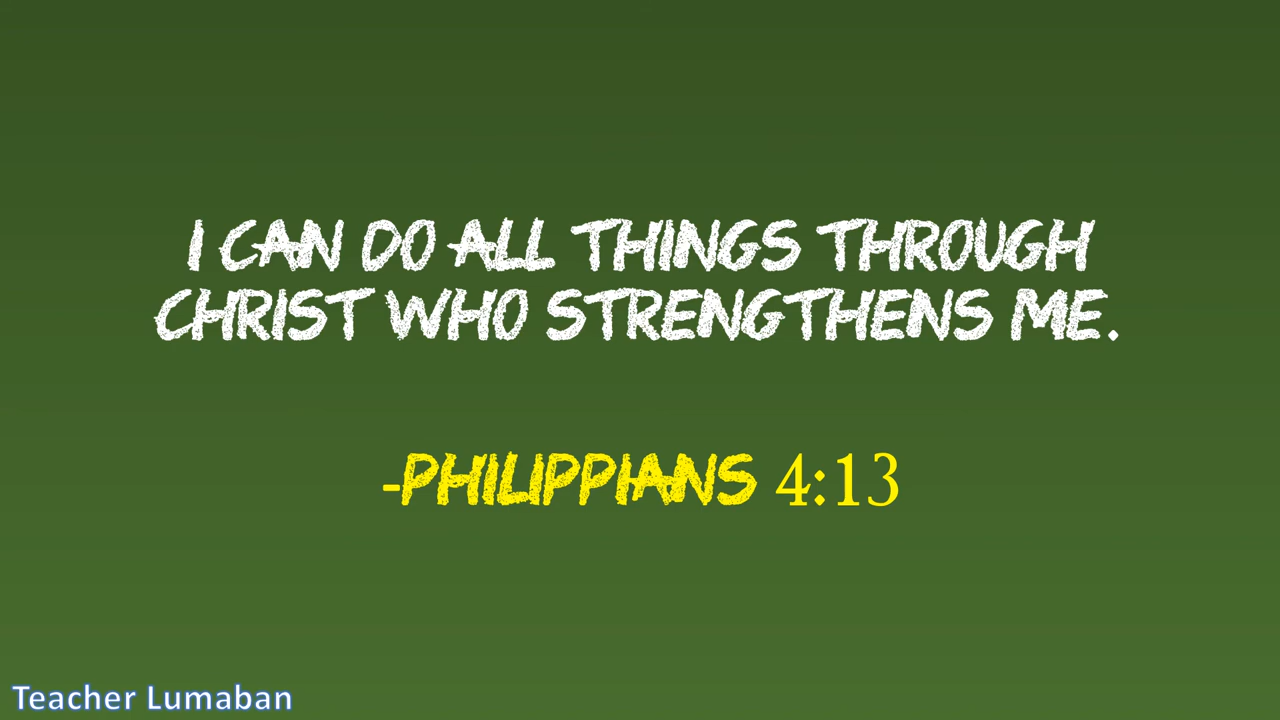 I CAN DO ALL THINGS THROUGH
CHRIST WHO STRENGTHENS ME.
-PHILIPPIANS 4:13
Teacher Lumaban